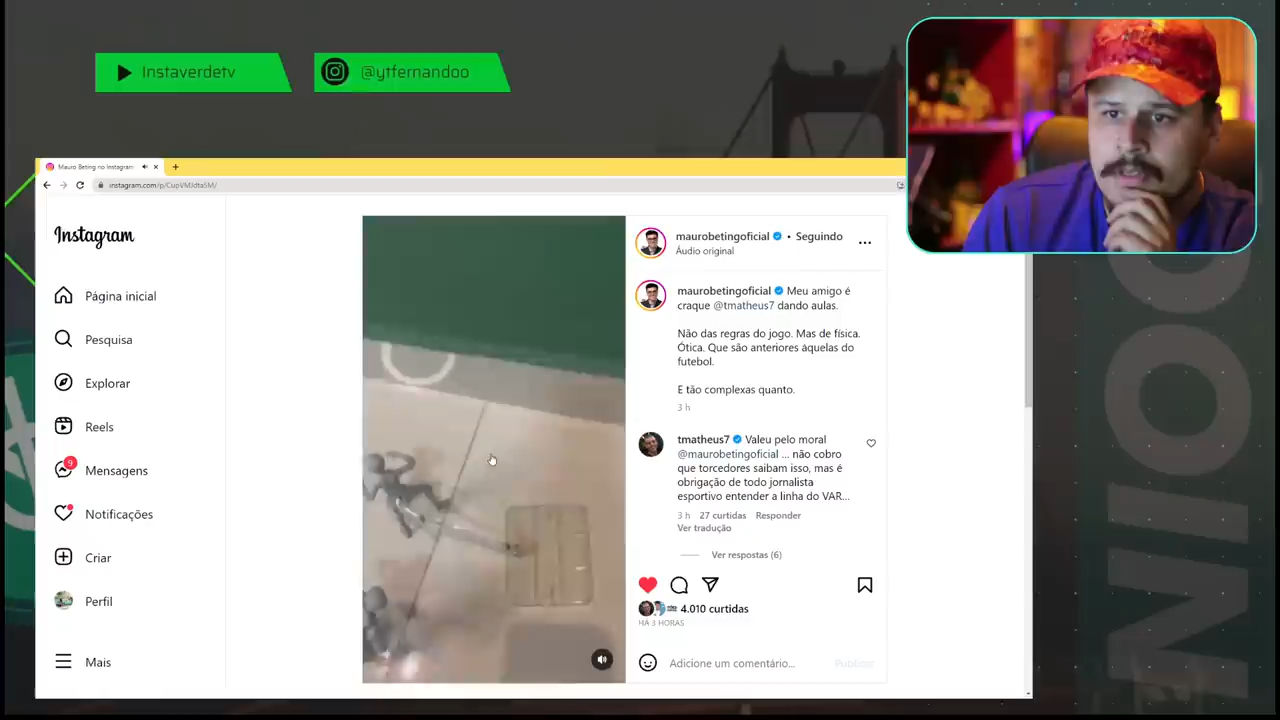 Instaverdetv
@ytfernandoo
Mauro Beting no Instagram
instagram.com/p/CupVMJdtaSM/
Instagram
Página inicial
Pesquisa
Explorar
Reels
9
Mensagens
Notificações
Criar
Perfil
Mais
maurobetingoficial • Seguindo
Áudio original
maurobetingoficial Meu amigo é
craque @tmatheus7 dando aulas.
Não das regras do jogo. Mas de física.
Ótica. Que são anteriores àquelas do
futebol.
E tão complexas quanto.
3 h
tmatheus7 Valeu pelo moral
@maurobetingoficial ... não cobro
que torcedores saibam isso, mas é
obrigação de todo jornalista
esportivo entender a linha do VAR...
3 h 27 curtidas Responder
Ver tradução
Ver respostas (6)
4.010 curtidas
HÁ 3 HORAS
Adicione um comentário...
Publicar